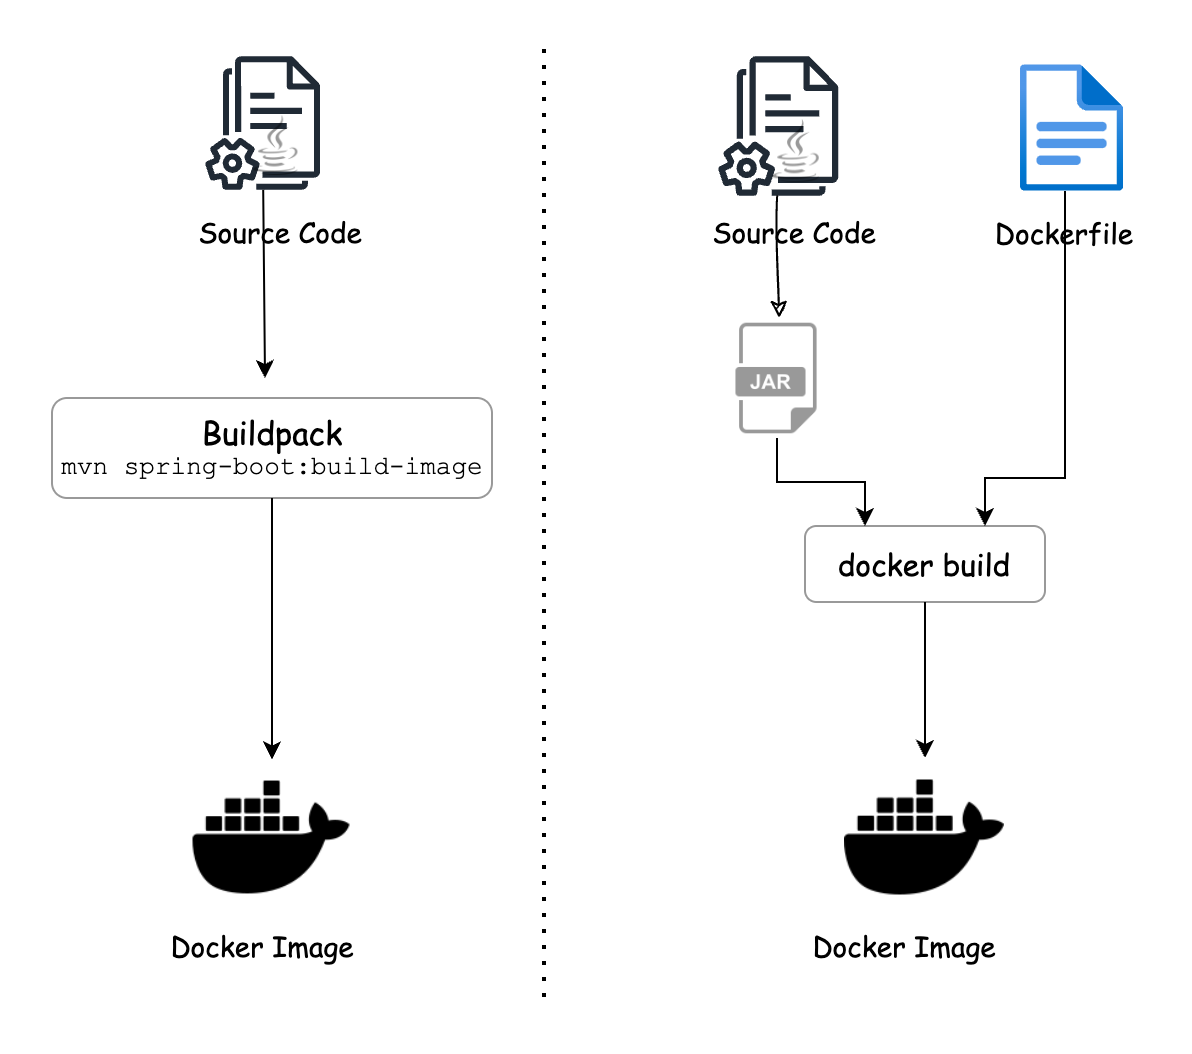 Source Code
Buildpack
mvn spring-boot:build-image
Docker Image
Source Code
Dockerfile
JAR
docker build
Docker Image